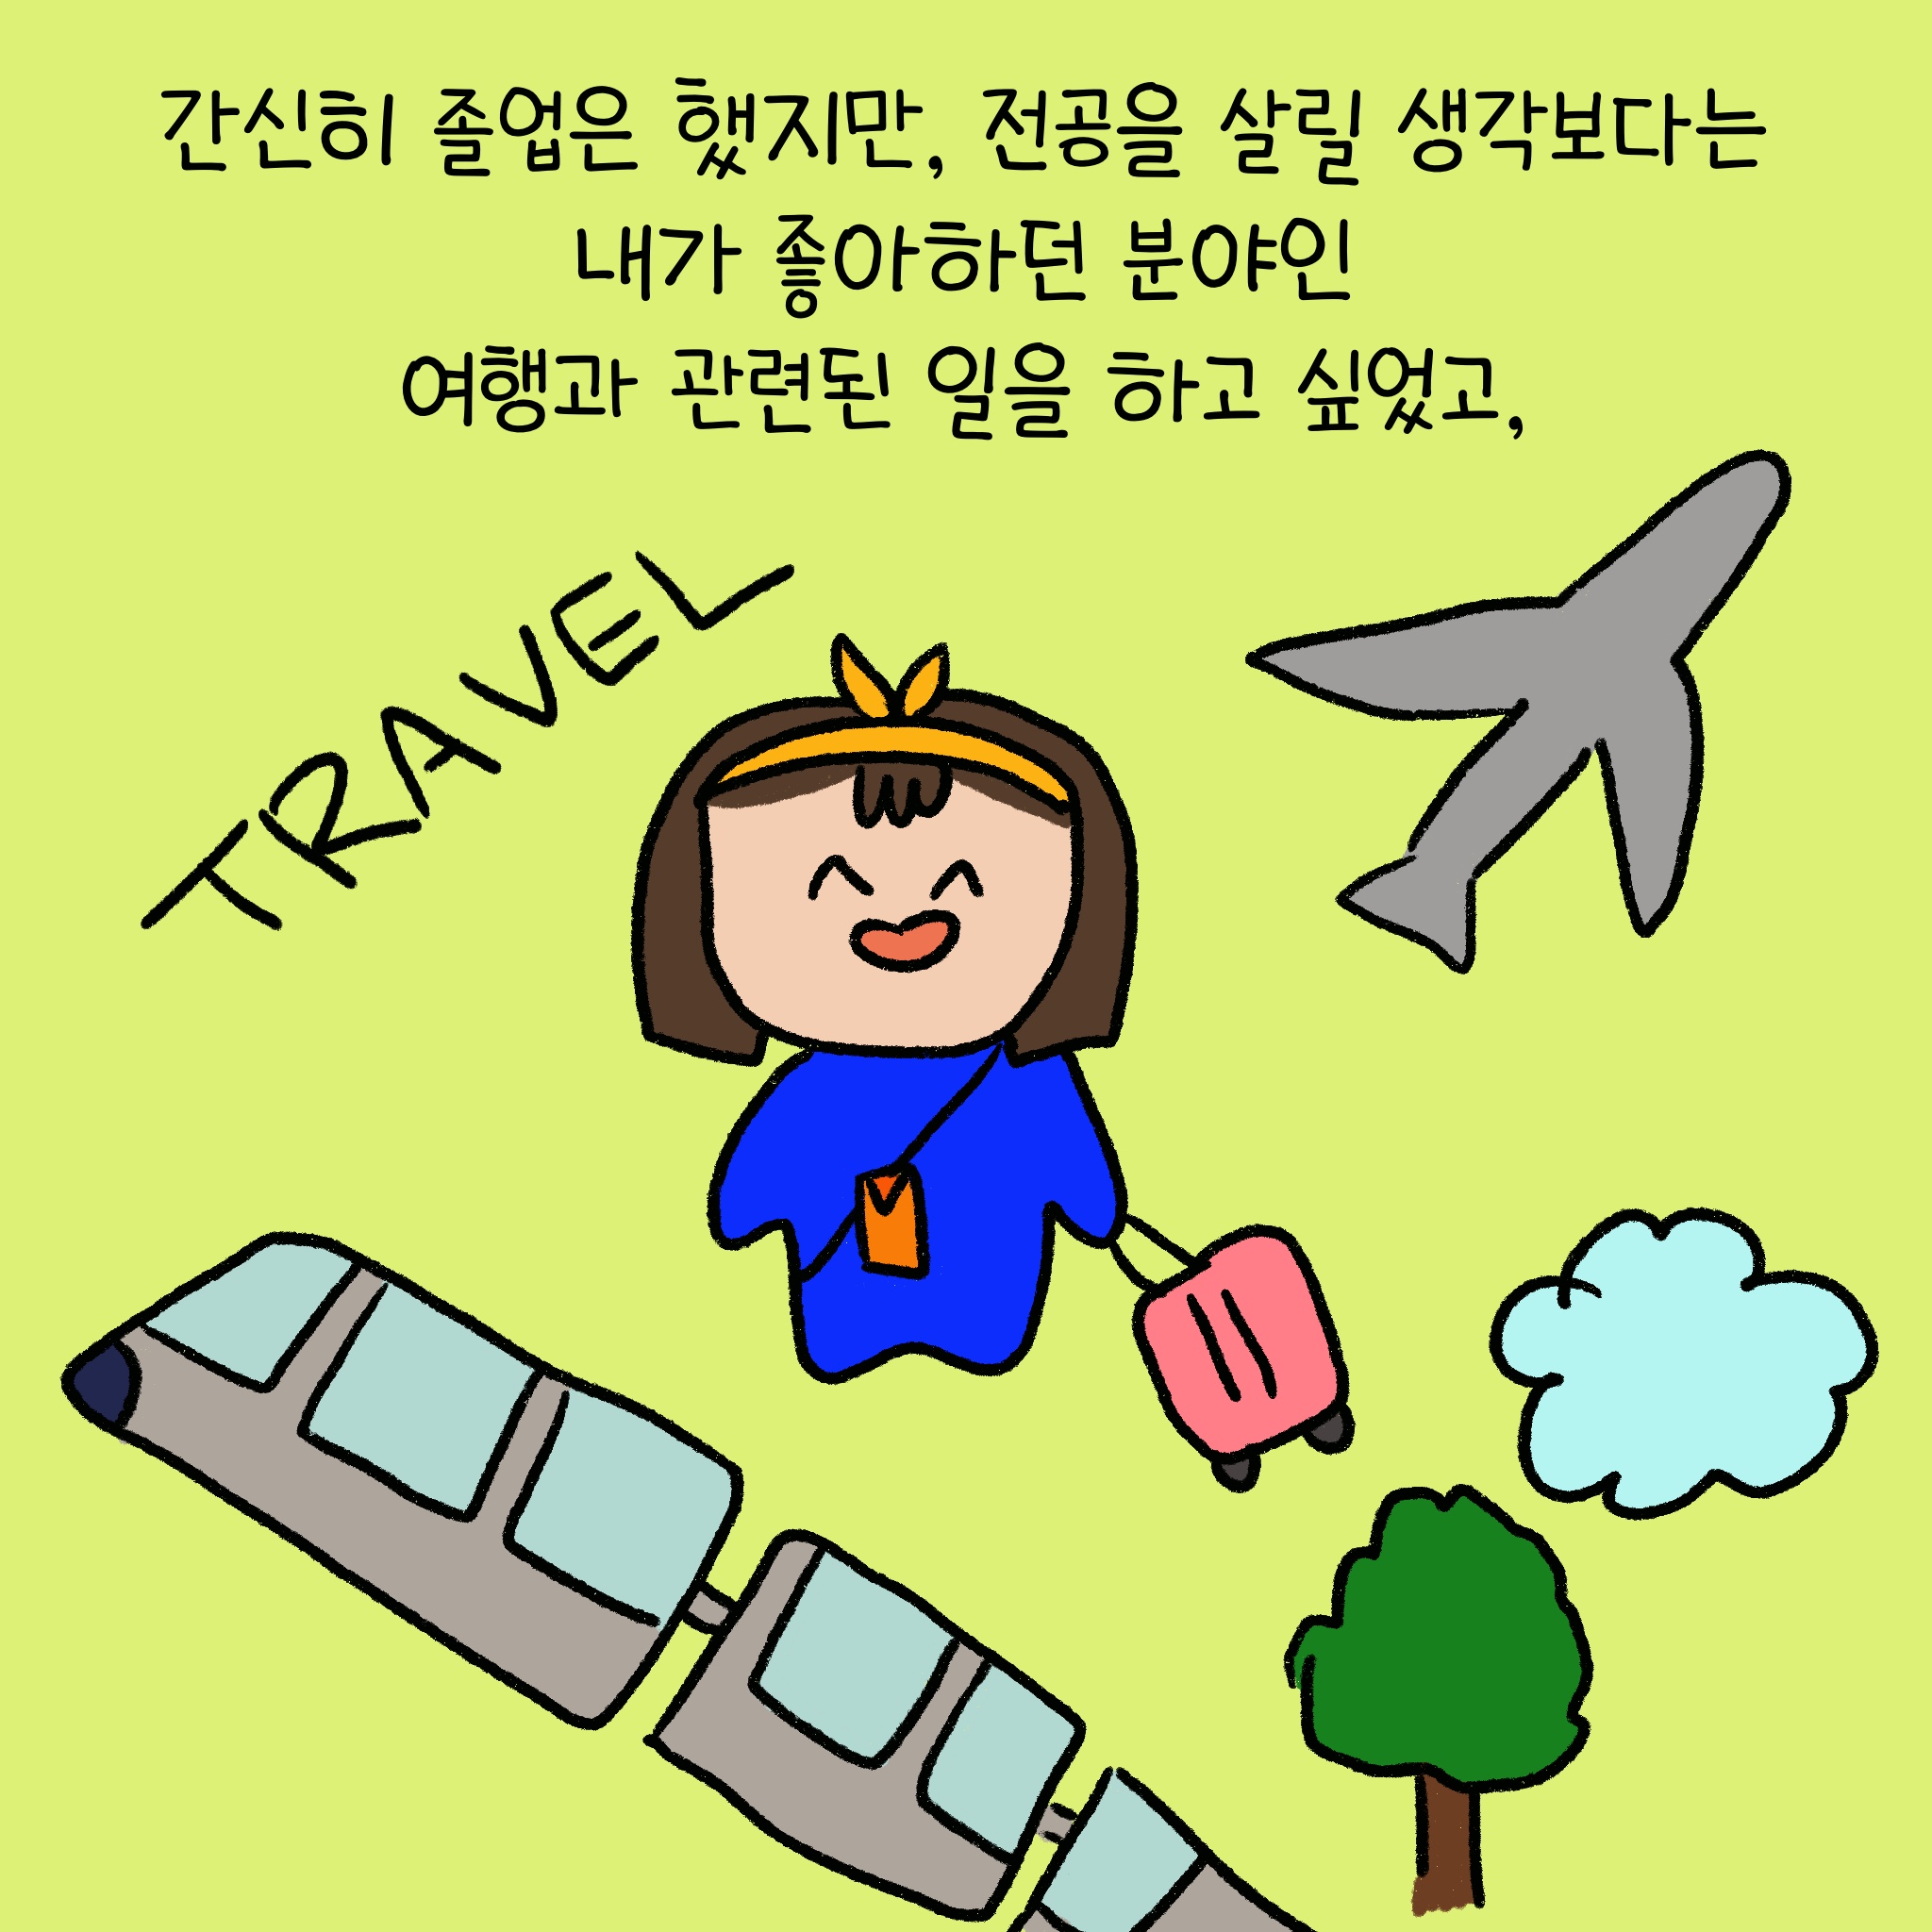 간신히 졸업은 했지만, 전공을 살릴 생각보다는
내가 좋아하던 분야인
여행과 관련된 일을 하고 싶었고,
TRAVEL